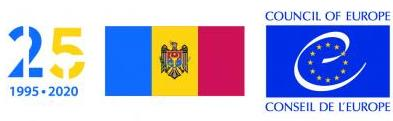 25
1995 • 2020
COUNCIL OF EUROPE
CONSEIL DE L'EUROPE